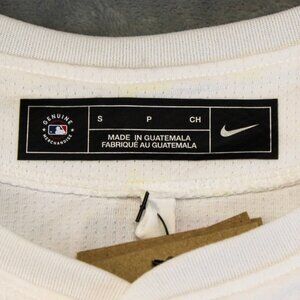 GENUINE
MERCHANDISE
S P CH
MADE IN GUATEMALA
FABRIQUÉ AU GUATEMALA